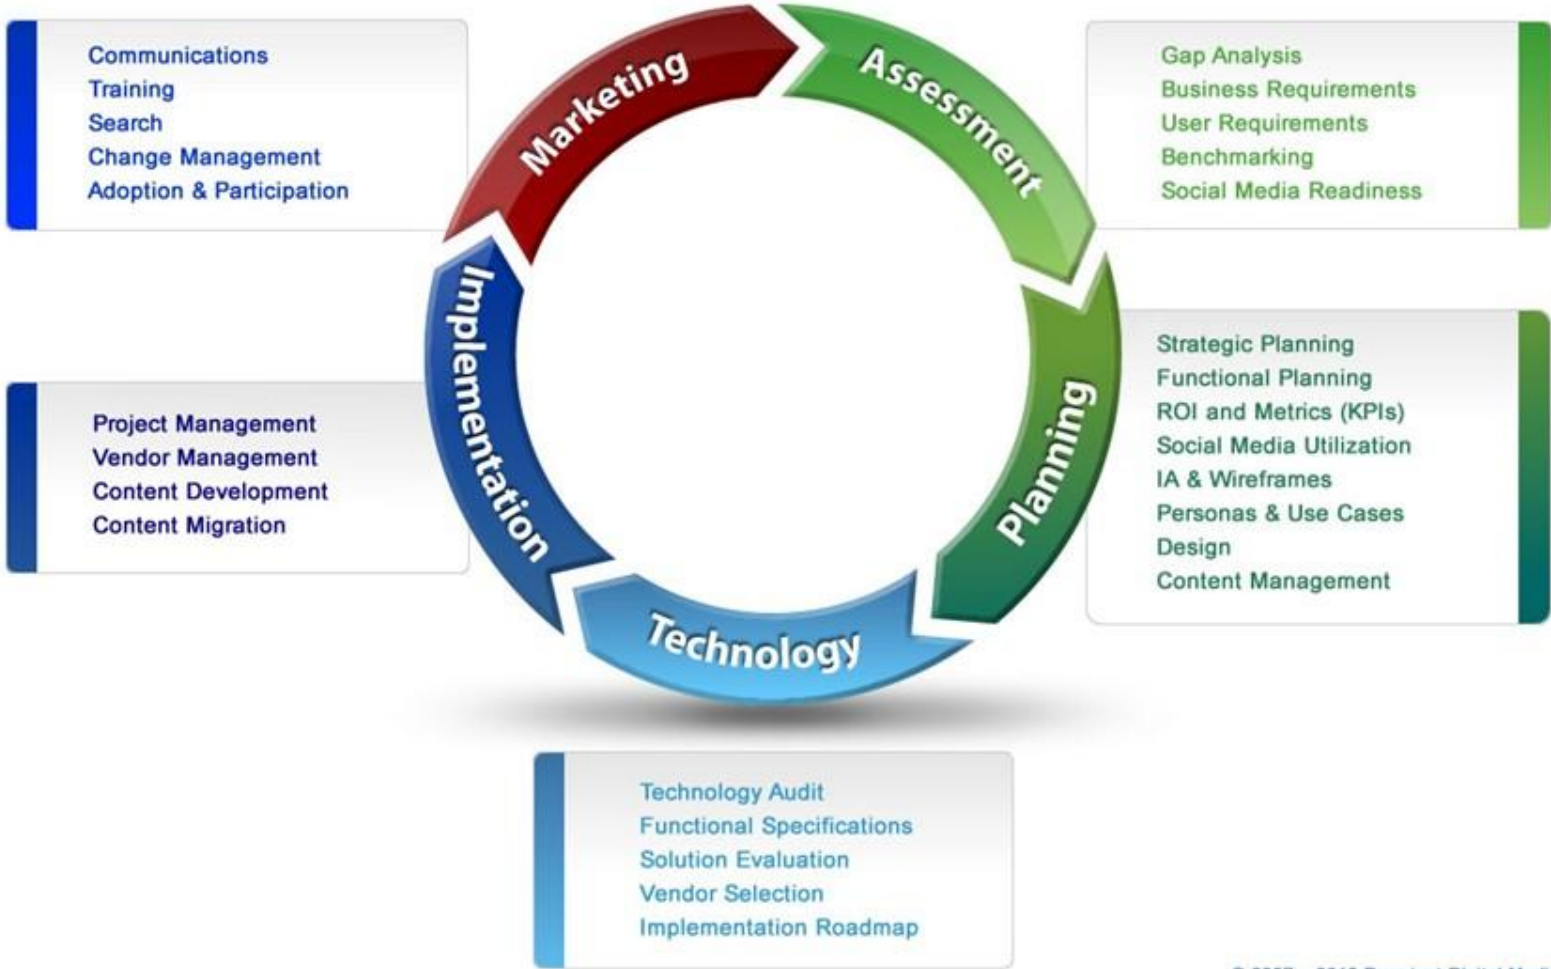 Marketing
Assessment
Planning
Technology
Implementation
Communications
Training
Search
Change Management
Adoption & Participation
Gap Analysis
Business Requirements
User Requirements
Benchmarking
Social Media Readiness
Strategic Planning
Functional Planning
ROI and Metrics (KPIs)
Social Media Utilization
IA & Wireframes
Personas & Use Cases
Design
Content Management
Project Management
Vendor Management
Content Development
Content Migration
Technology Audit
Functional Specifications
Solution Evaluation
Vendor Selection
Implementation Roadmap